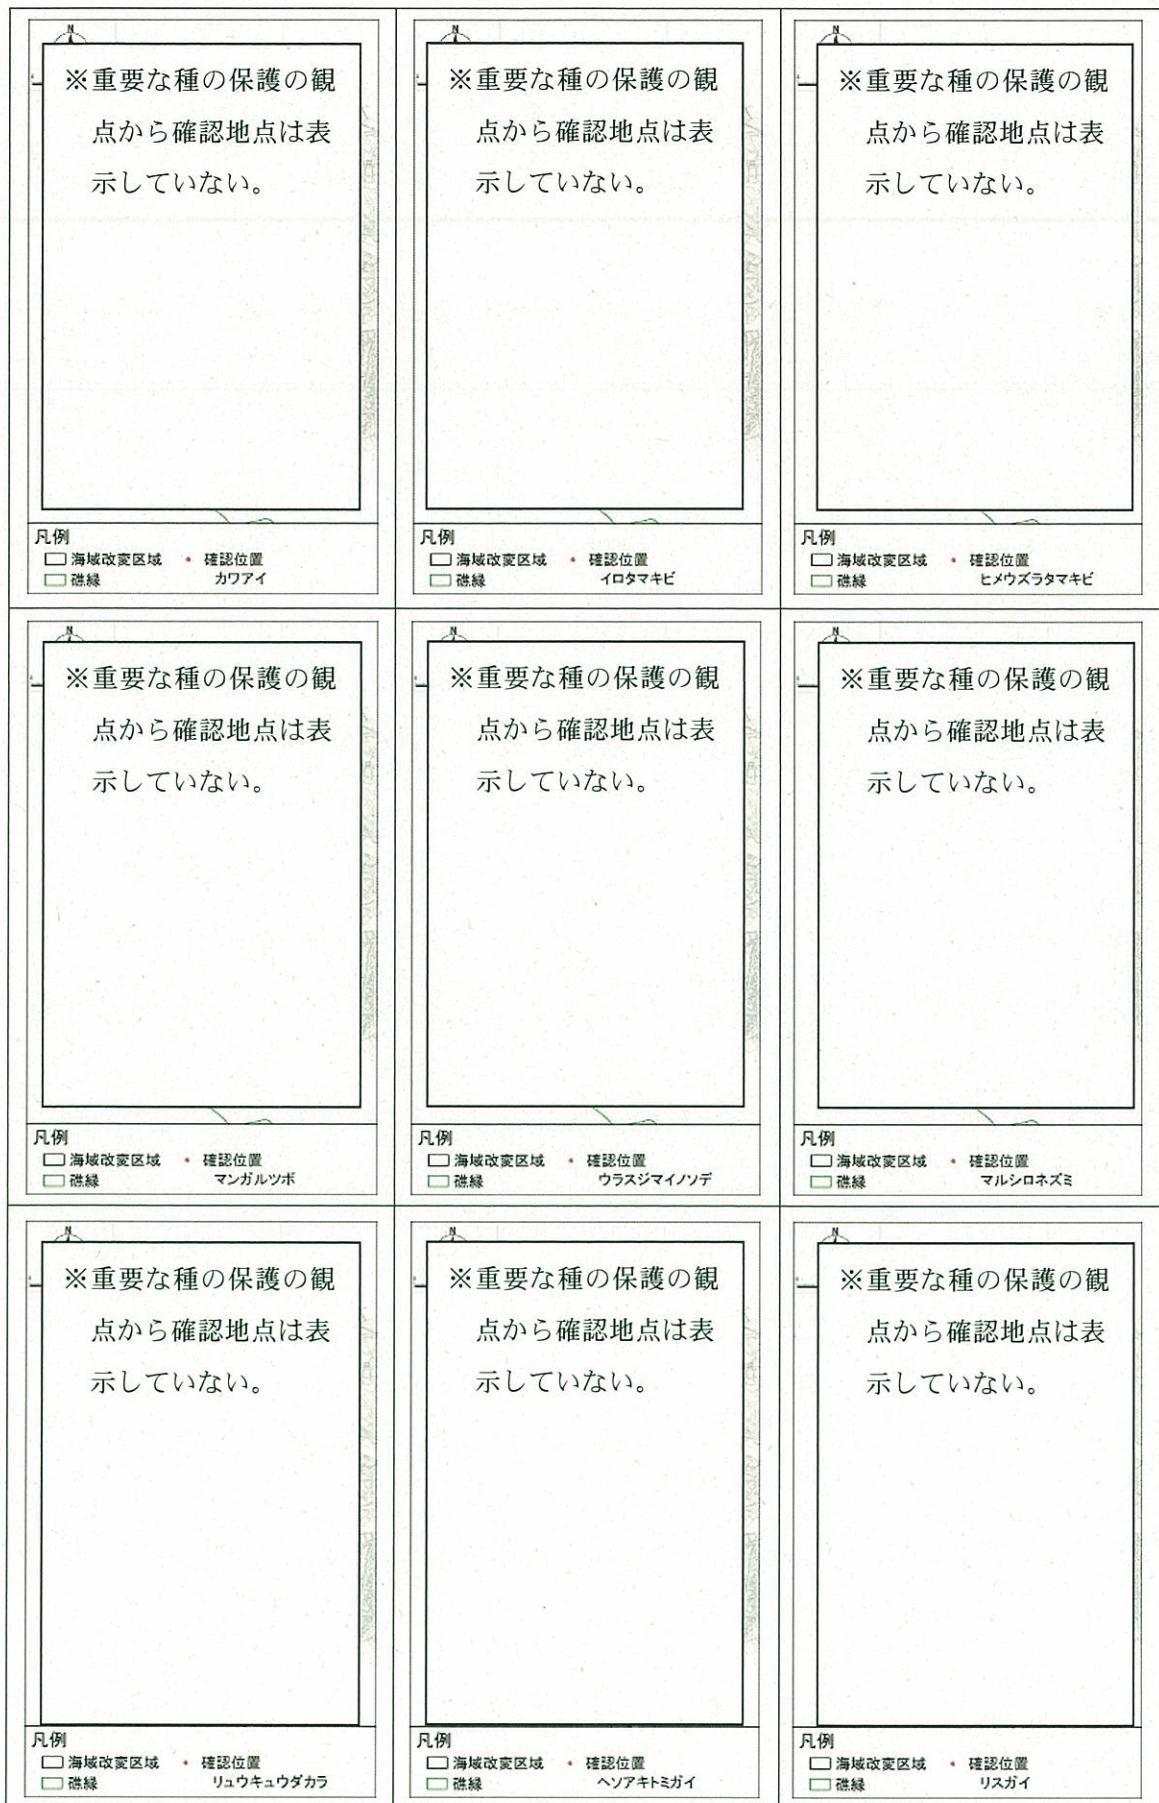 N
※重要な種の保護の観
点から確認地点は表
示していない。
凡例
海域改変区域 ・ 確認位置
礁縁 カワアイ
N
※重要な種の保護の観
点から確認地点は表
示していない。
凡例
海域改変区域 ・ 確認位置
礁縁 イロタマキビ
N
※重要な種の保護の観
点から確認地点は表
示していない。
凡例
海域改変区域 ・ 確認位置
礁縁 ヒメウズラタマキビ
N
※重要な種の保護の観
点から確認地点は表
示していない。
凡例
海域改変区域 ・ 確認位置
礁縁 マンガルツボ
N
※重要な種の保護の観
点から確認地点は表
示していない。
凡例
海域改変区域 ・ 確認位置
礁縁 ウラスジマイノソデ
N
※重要な種の保護の観
点から確認地点は表
示していない。
凡例
海域改変区域 ・ 確認位置
礁縁 マルシロネズミ
N
※重要な種の保護の観
点から確認地点は表
示していない。
凡例
海域改変区域 ・ 確認位置
礁縁 リュウキュウダカラ
N
※重要な種の保護の観
点から確認地点は表
示していない。
凡例
海域改変区域 ・ 確認位置
礁縁 ヘソアキトミガイ
N
※重要な種の保護の観
点から確認地点は表
示していない。
凡例
海域改変区域 ・ 確認位置
礁縁 リスガイ